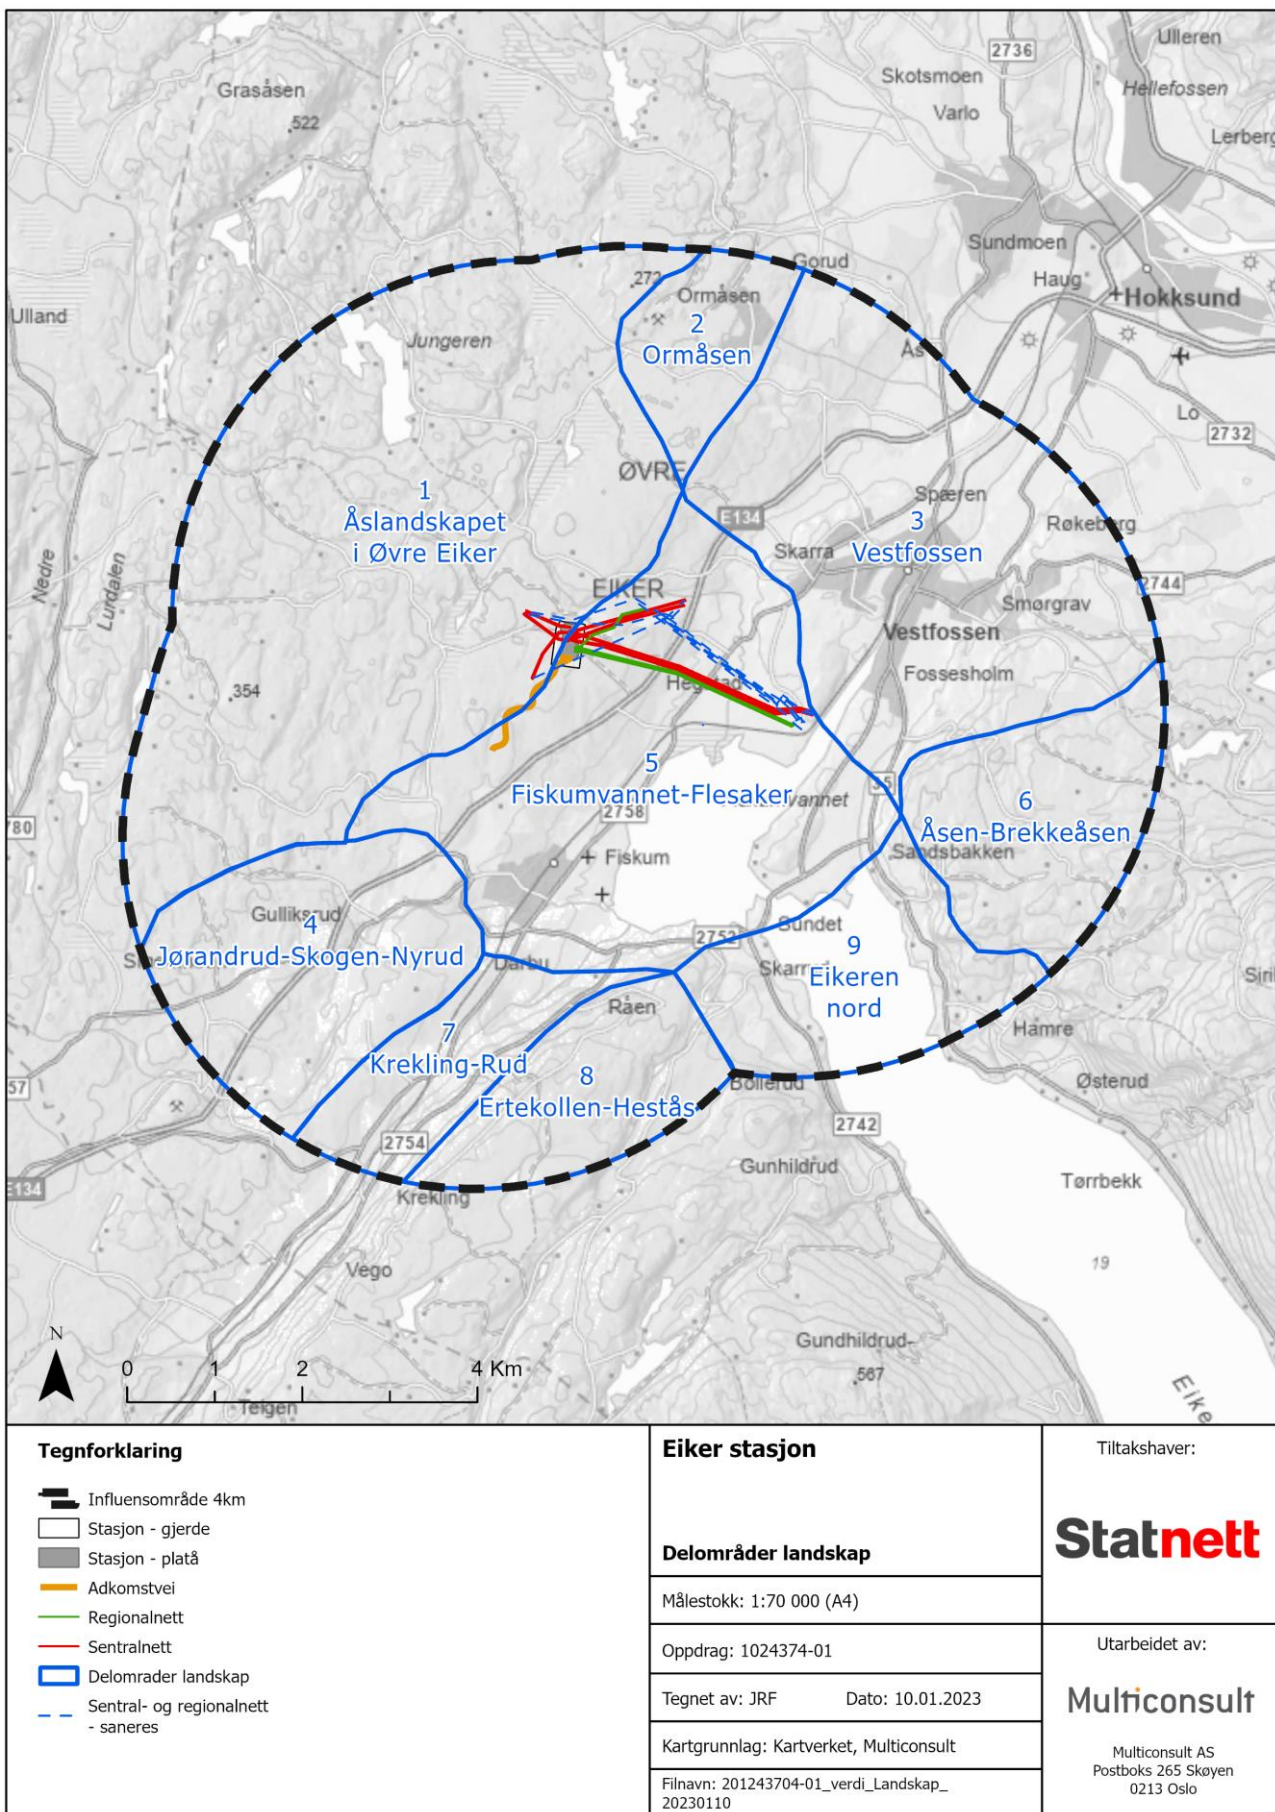 Ulleren
2736
Skotsmoen
Hellefossen
Grasåsen
Varlo
522
Lerberg
Sundmoen
Gorud
272
Haug
Ormåsen
Hokksund
Ulland
2
Jungeren
Ormåsen
Ås
Lo
2732
ØVRE
1
Åslandskapet
i Øvre Eiker
Spæren
E134
3
Røkeberg
Skarra
Vestfossen
Nedre
Lurdalen
EIKER
2744
Smørgrav
Vestfossen
Fossesholm
354
5
Fiskumvannet-Flesaker
35
6
2758
Åsen-Brekkeåsen
Sandsbakken
Fiskum
Gulliksrud
4
Sundet
2752
9
Jørandrud-Skogen-Nyrud
Darbu
Eikeren
nord
Råen
Hamre
7
Krekling-Rud
8
Østerud
Bollerud
57
Ertekollen-Hestås
2742
2754
Gunhildrud
E134
Krekling
Tørrbekk
Vego
19
N
Gundhildrud-
0 1 2 4 Km
567
Teigen
Tegnforklaring
Influensområde 4km
Stasjon - gjerde
Stasjon - platå
Adkomstvei
Regionalnett
Sentralnett
Delomrader landskap
Sentral- og regionalnett
- saneres
Eiker stasjon
Delområder landskap
Målestokk: 1:70 000 (A4)
Oppdrag: 1024374-01
Tegnet av: JRF Dato: 10.01.2023
Kartgrunnlag: Kartverket, Multiconsult
Filnavn: 201243704-01_verdi_Landskap_
20230110
Tiltakshaver:
Statnett
Utarbeidet av:
Multiconsult
Multiconsult AS
Postboks 265 Skøyen
0213 Oslo